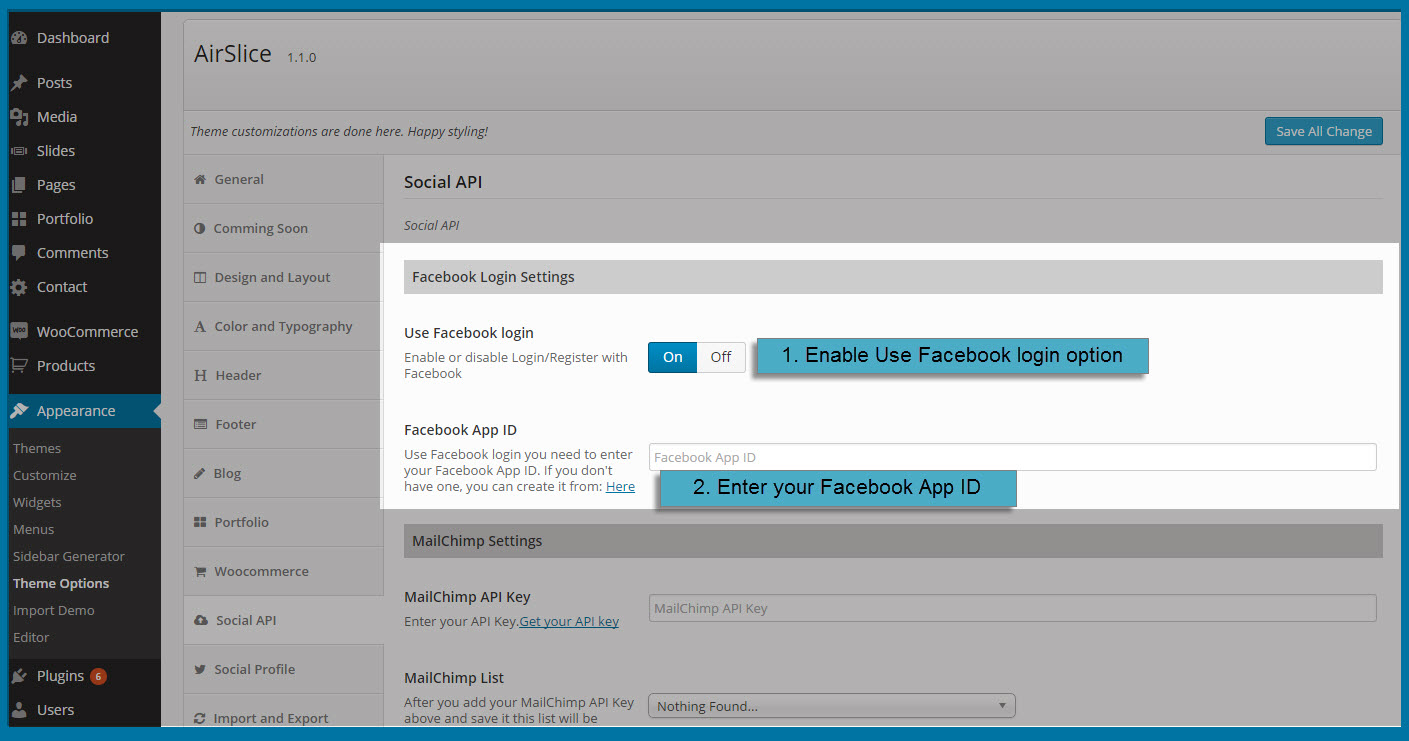 Dashboard
Posts
Media
Slides
Pages
Portfolio
Comments
Contact
WooCommerce
Products
Appearance
Themes
Customize
Widgets
Menus
Sidebar Generator
Theme Options
Import Demo
Editor
Plugins 6
Users
AirSlice 1.1.0
Theme customizations are done here. Happy styling!
Save All Change
General
Comming Soon
Design and Layout
Color and Typography
Header
Footer
Blog
Portfolio
Woocommerce
Social API
Social Profile
Import and Export
Social API
Social API
Facebook Login Settings
Use Facebook login
Enable or disable Login/Register with
Facebook
On Off
1. Enable Use Facebook login option
Facebook App ID
Use Facebook login you need to enter
your Facebook App ID. If you don't
have one, you can create it from: Here
Facebook App ID
2. Enter your Facebook App ID
MailChimp Settings
MailChimp API Key
Enter your API Key.Get your API key
MailChimp API Key
MailChimp List
After you add your MailChimp API Key
above and save it this list will be
Nothing Found...